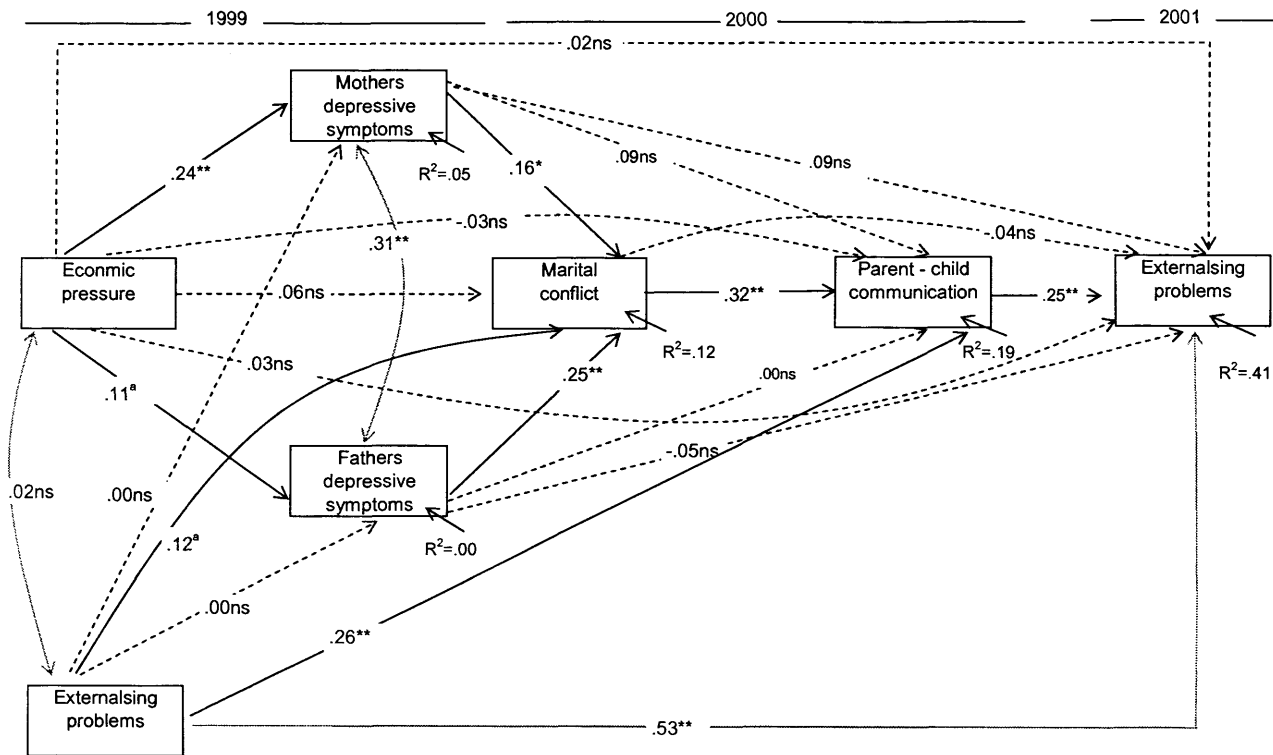 1999 2000 2001
.02ns
Mothers
depressive
symptoms
.24**
R²=.05
.16*
.09ns
.09ns
-.03ns
.31**
-.04ns
Econmic
pressure
.06ns
Marital
conflict
.32**
Parent - child
communication
.25**
Externalsing
problems
R²=.12
R²=.19
R²=.41
.03ns
.11ª
.25**
.00ns
-.05ns
Fathers
depressive
symptoms
.02ns
.00ns
.12ª
R²=.00
.00ns
.26**
Externalsing
problems
.53**